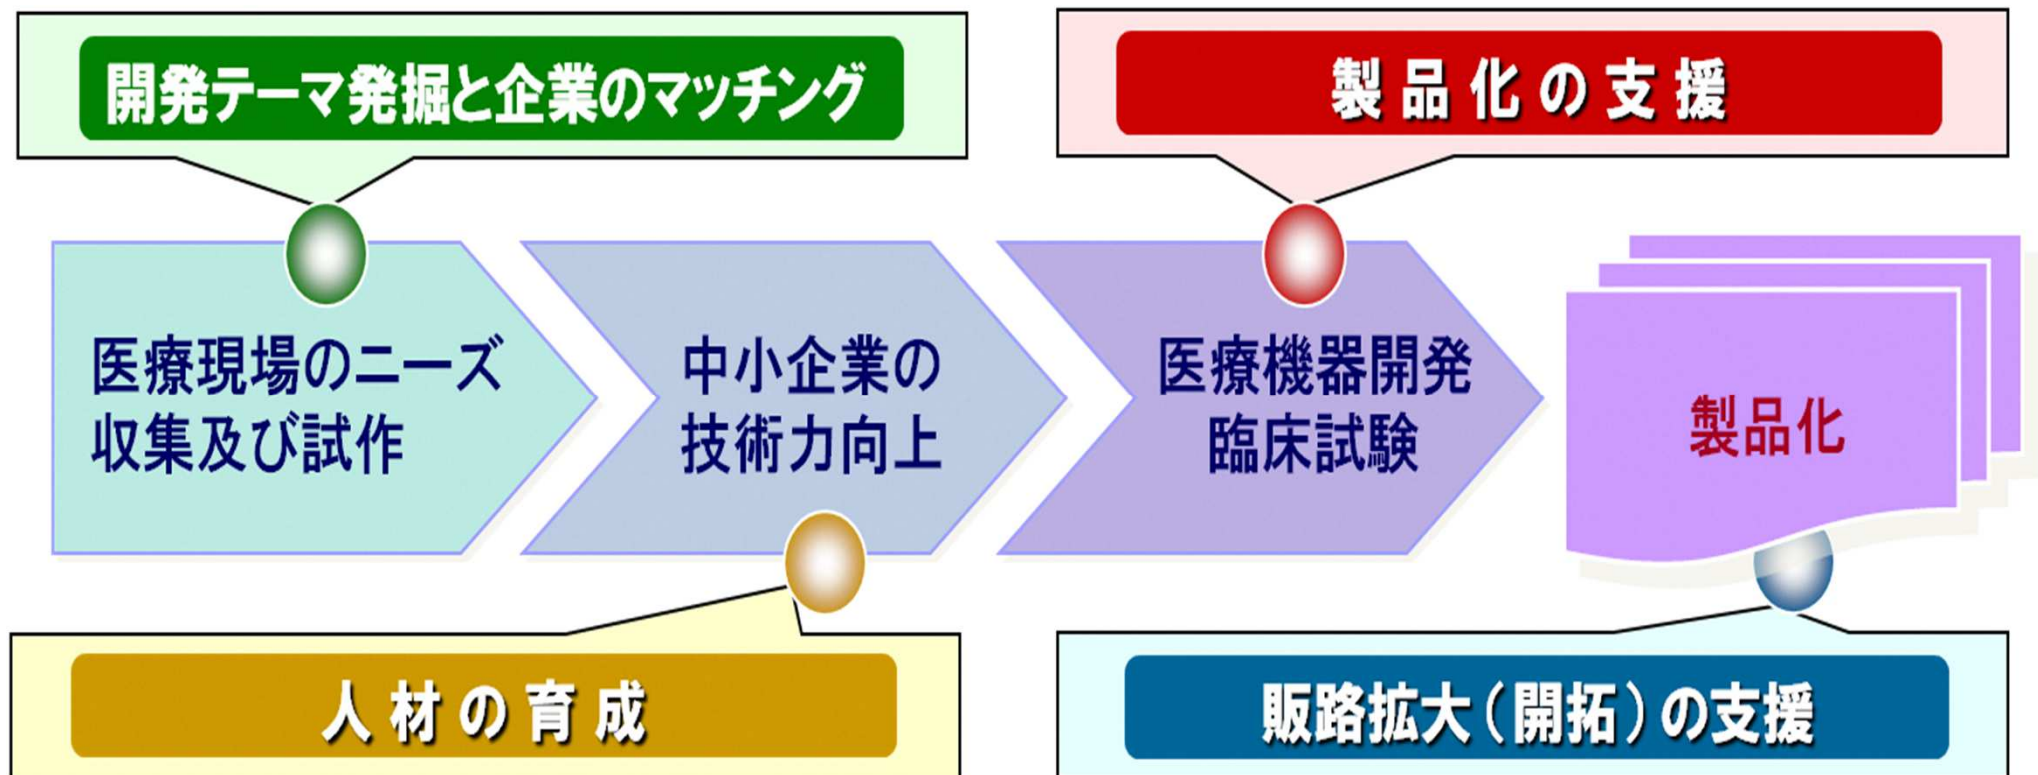 開発テーマ発掘と企業のマッチング
製品化の支援
医療現場のニーズ
収集及び試作
中小企業の
技術力向上
医療機器開発
臨床試験
製品化
人材の育成
販路拡大(開拓)の支援